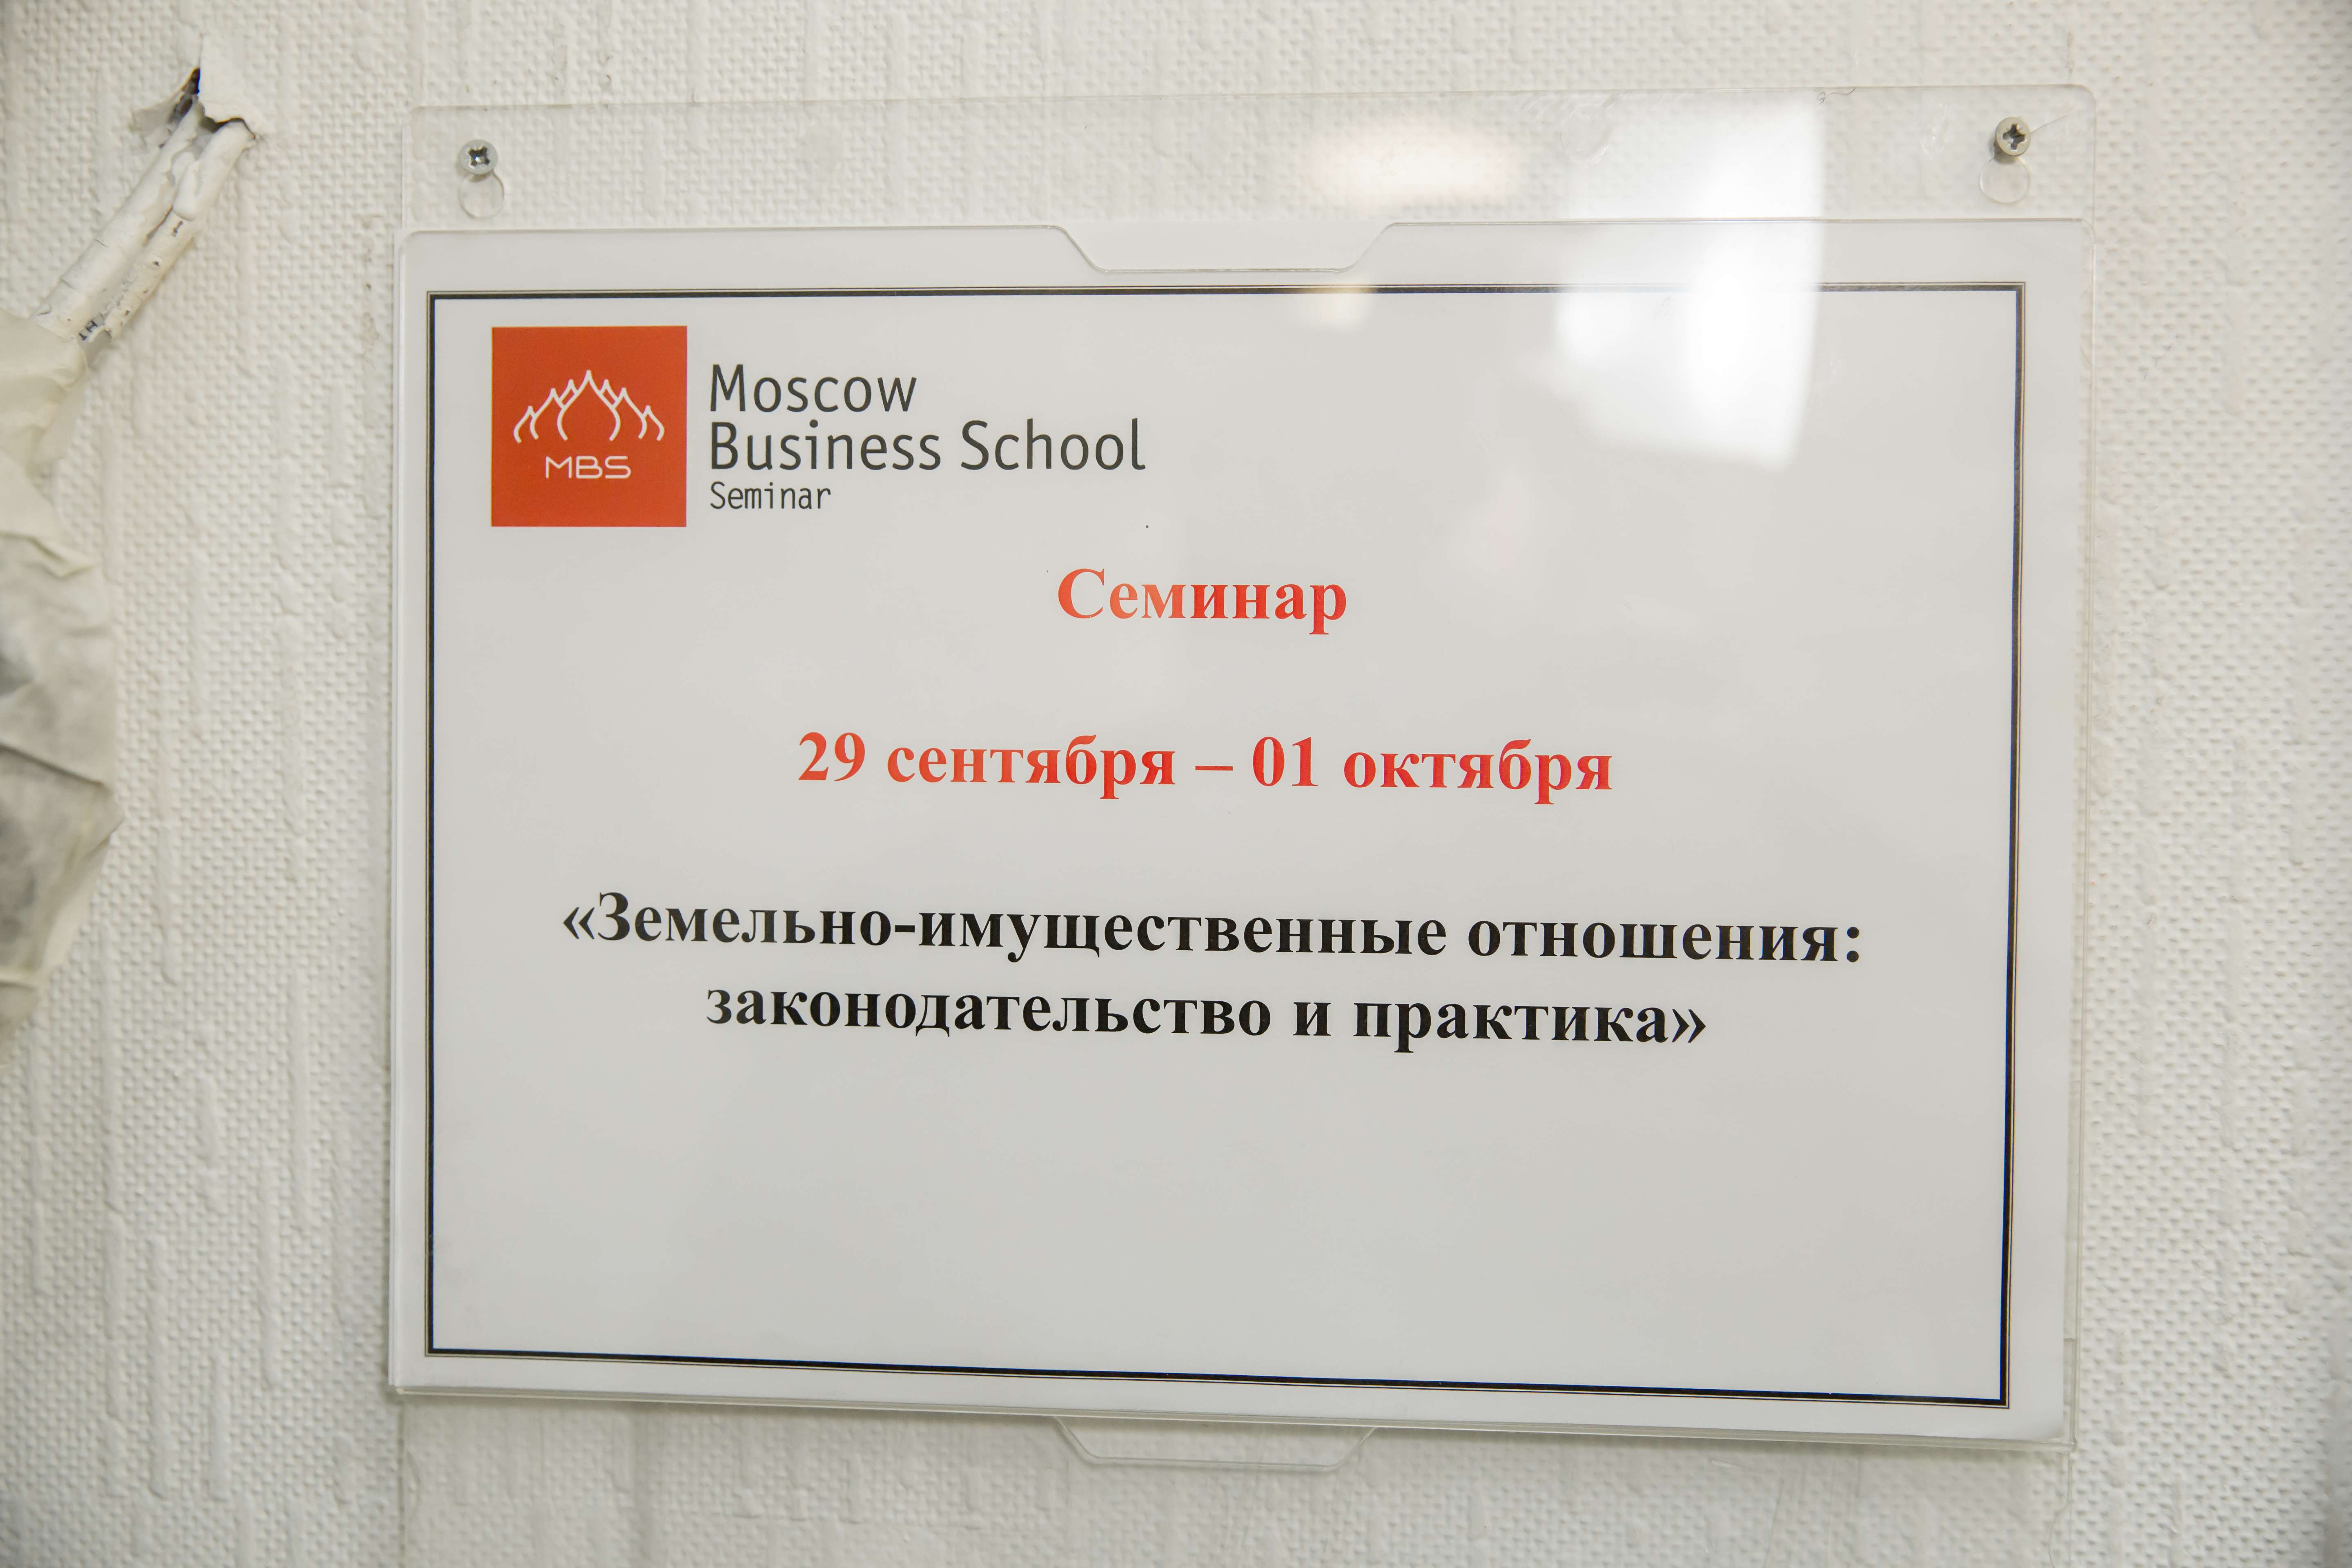 MBS
Moscow
Business School
Seminar
Семинар
29 сентября – 01 октября
«Земельно-имущественные отношения:
законодательство и практика»